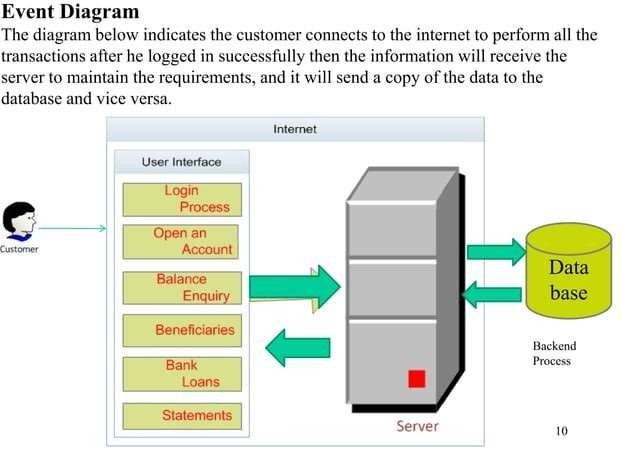 Event Diagram
The diagram below indicates the customer connects to the internet to perform all the
transactions after he logged in successfully then the information will receive the
server to maintain the requirements, and it will send a copy of the data to the
database and vice versa.
Internet
User Interface
Login
Process
Open an
Account
Balance
Enquiry
Beneficiaries
Bank
Loans
Statements
Customer
Server
Data
base
Backend
Process
10